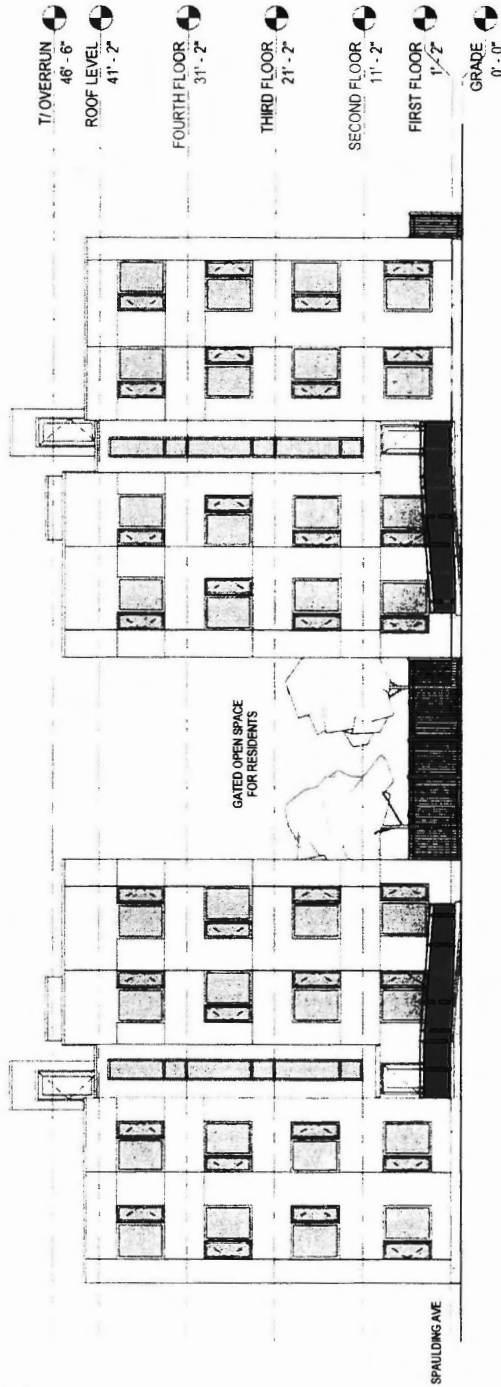 T/ OVERRUN
46' - 6"
ROOF LEVEL
41' - 2"
FOURTH FLOOR
31' - 2"
THIRD FLOOR
21' - 2"
SECOND FLOOR
11' - 2"
FIRST FLOOR
1' - 2"
GRADE
0' - 0"
GATED OPEN SPACE
FOR RESIDENTS
SPAULDING AVE